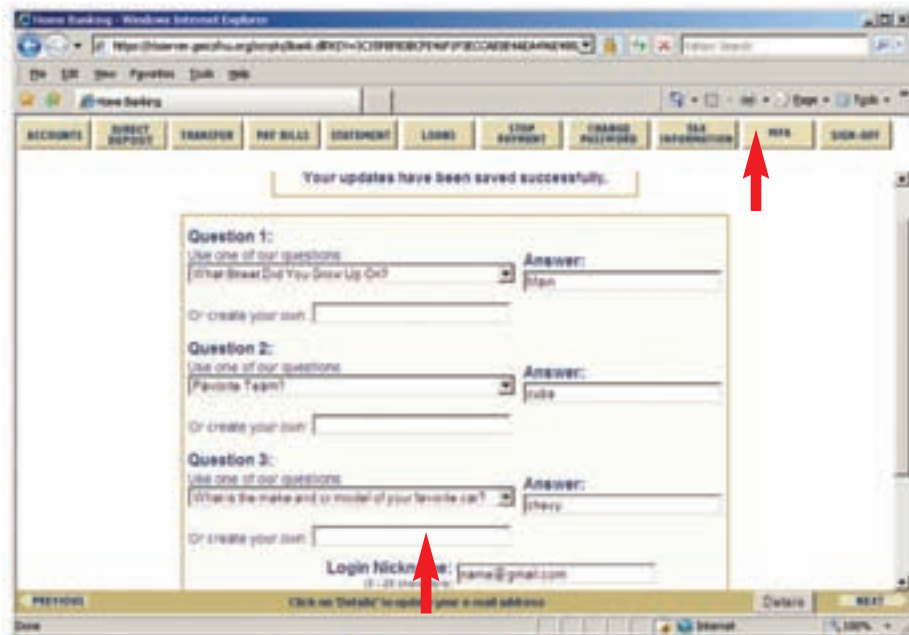 Home Banking - Windows Internet Explorer
File Edit View Favorites Tools Help
Home Banking
Page Tools
ACCOUNTS DIRECT DEPOSIT TRANSFER PAY BILLS STATEMENT LOANS STOP PAYMENT CHANGE PASSWORD TAX INFORMATION MFA SIGN-OFF
Your updates have been saved successfully.
Question 1:
Use one of our questions
Answer:
What Street Did You Grow Up On?
Main
Or create your own
Question 2:
Use one of our questions
Answer:
Favorite Team?
cubs
Or create your own
Question 3:
Use one of our questions
Answer:
What is the make and or model of your favorite car?
chevy
Or create your own
Login Nickname: name@gmail.com
PREVIOUS Click on 'Details' to update your e-mail address Details NEXT
Done Internet 100%